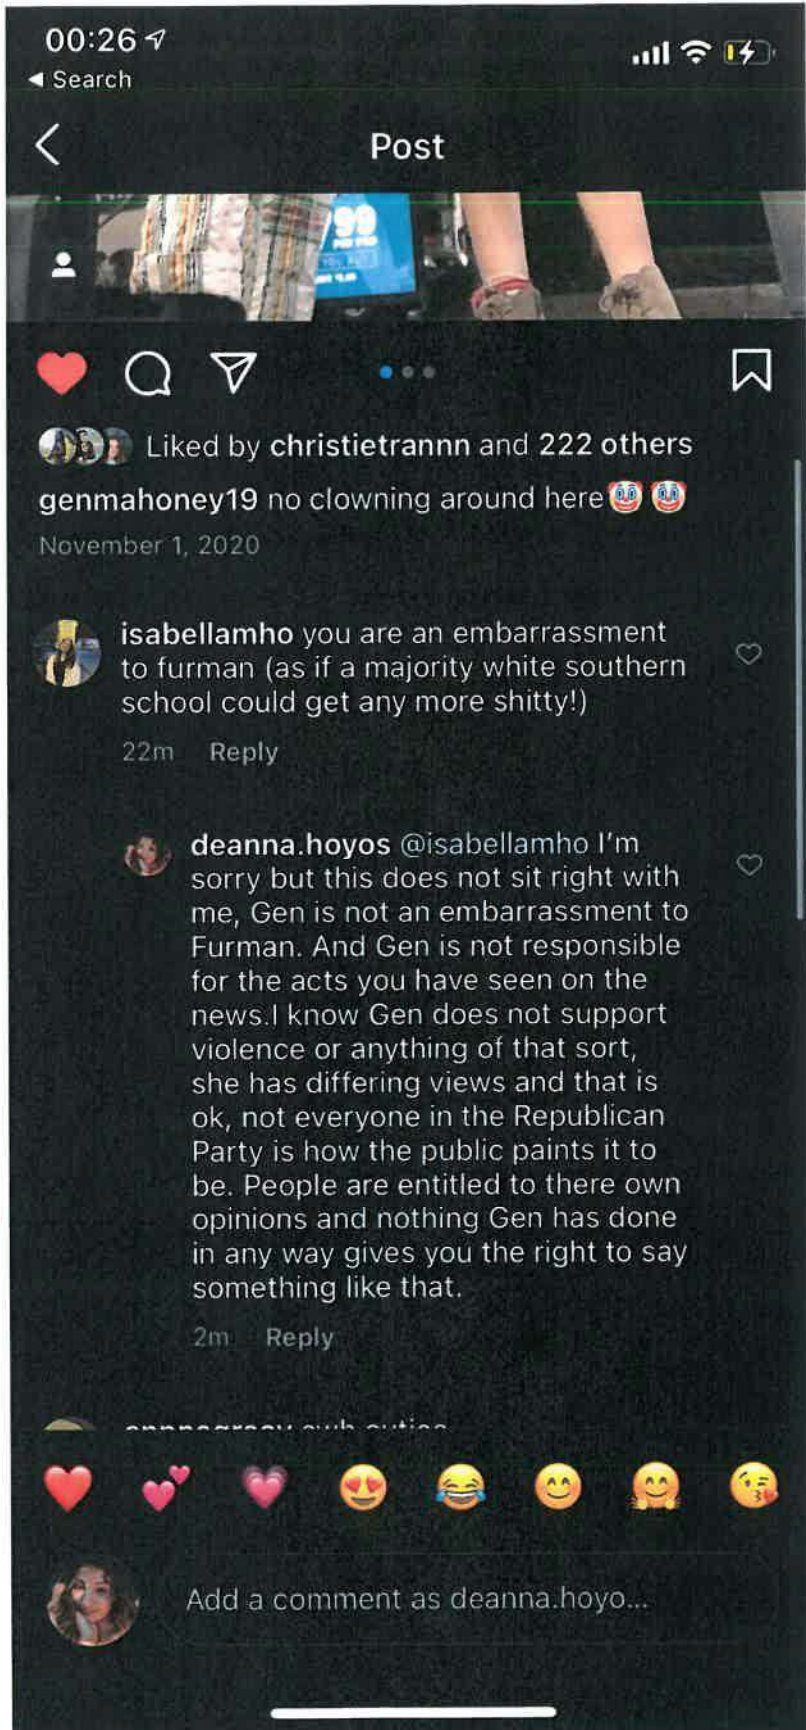 00:26
◀ Search
Post
99
Liked by christietrannn and 222 others
genmahoney19 no clowning around here🤡🤡
November 1, 2020
isabellamho you are an embarrassment
to furman (as if a majority white southern
school could get any more shitty!)
22m Reply
deanna.hoyos @isabellamho I'm
sorry but this does not sit right with
me, Gen is not an embarrassment to
Furman. And Gen is not responsible
for the acts you have seen on the
news.I know Gen does not support
violence or anything of that sort,
she has differing views and that is
ok, not everyone in the Republican
Party is how the public paints it to
be. People are entitled to there own
opinions and nothing Gen has done
in any way gives you the right to say
something like that.
2m Reply
Add a comment as deanna.hoyo...